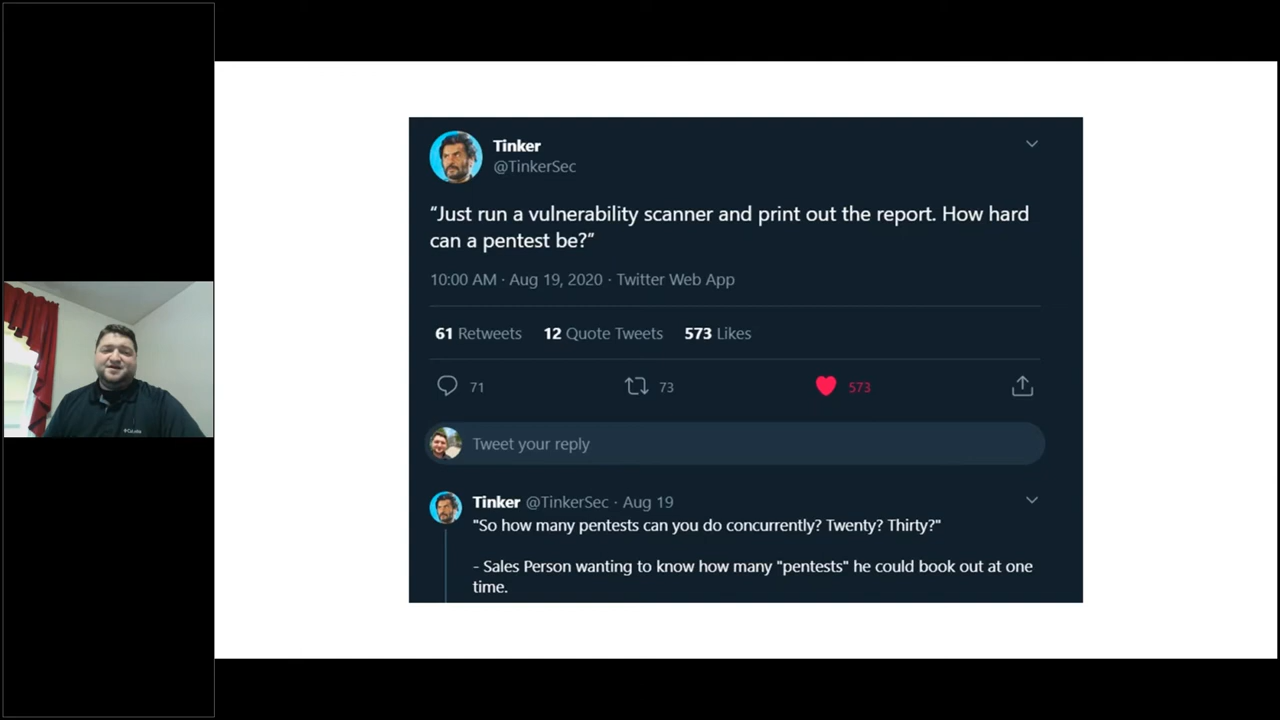 Tinker
@TinkerSec
“Just run a vulnerability scanner and print out the report. How hard
can a pentest be?”
10:00 AM · Aug 19, 2020 · Twitter Web App
61 Retweets 12 Quote Tweets 573 Likes
71 73 573
Tweet your reply
Tinker @TinkerSec · Aug 19
"So how many pentests can you do concurrently? Twenty? Thirty?"
- Sales Person wanting to know how many "pentests" he could book out at one
time.